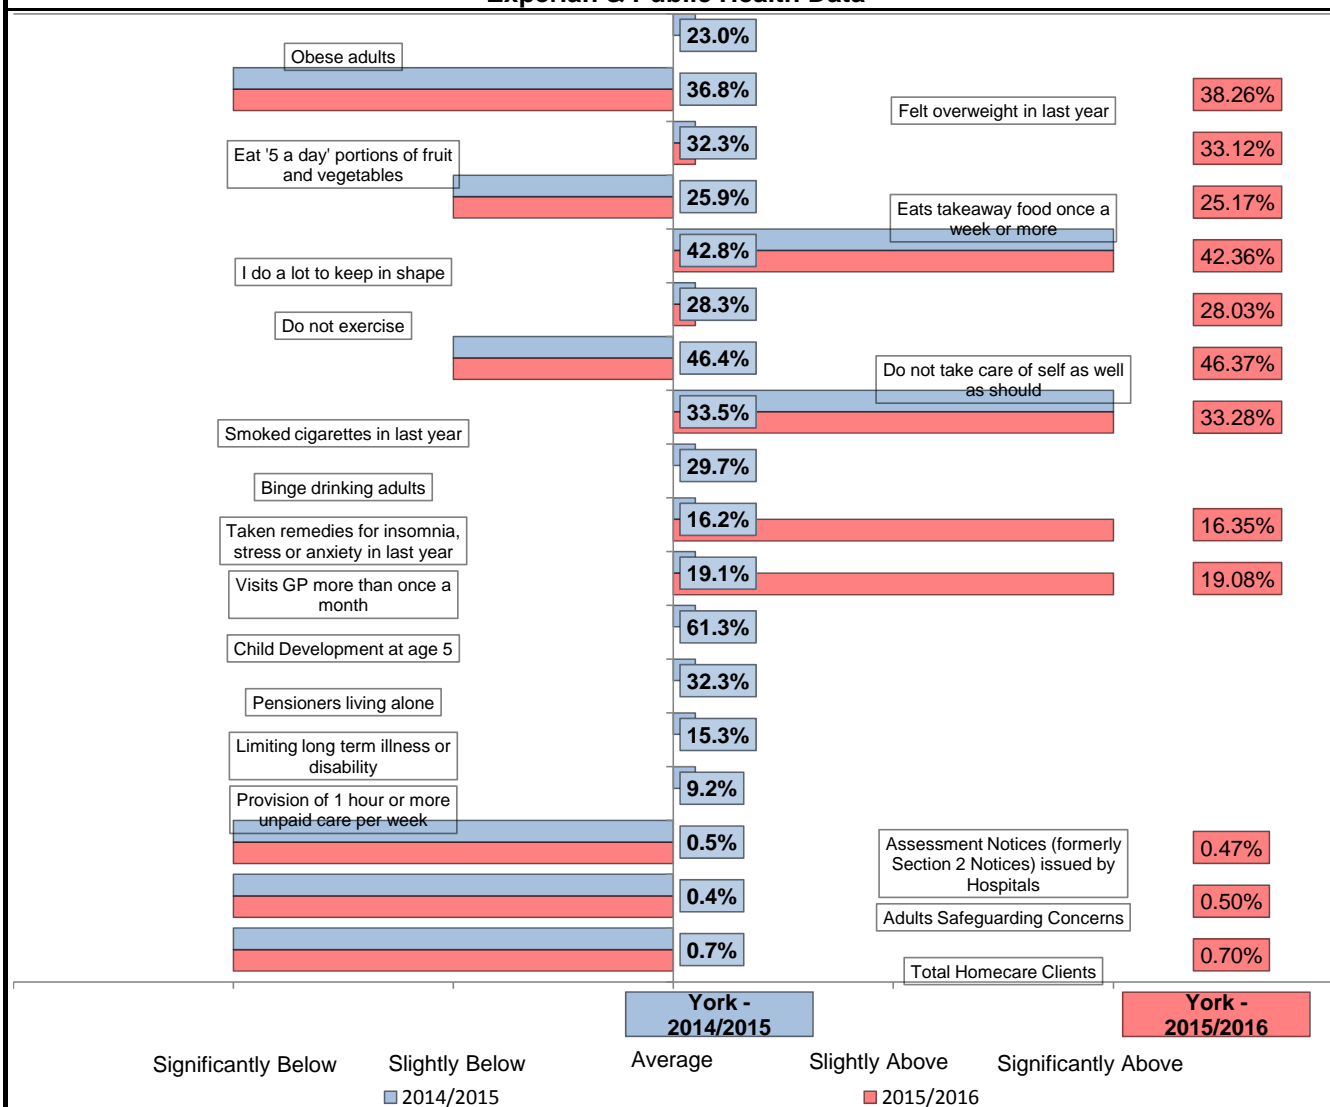 Experian & Public Health Data
23.0%
Obese adults
36.8%
38.26%
Felt overweight in last year
32.3%
33.12%
Eat '5 a day' portions of fruit
and vegetables
25.9%
25.17%
Eats takeaway food once a
week or more
42.8%
42.36%
I do a lot to keep in shape
28.3%
28.03%
Do not exercise
46.4%
46.37%
Do not take care of self as well
as should
33.5%
33.28%
Smoked cigarettes in last year
29.7%
Binge drinking adults
16.2%
16.35%
Taken remedies for insomnia,
stress or anxiety in last year
19.1%
19.08%
Visits GP more than once a
month
61.3%
Child Development at age 5
32.3%
Pensioners living alone
15.3%
Limiting long term illness or
disability
9.2%
Provision of 1 hour or more
unpaid care per week
0.5%
0.47%
Assessment Notices (formerly
Section 2 Notices) issued by
Hospitals
0.4%
0.50%
Adults Safeguarding Concerns
0.7%
0.70%
Total Homecare Clients
York -
2014/2015
York -
2015/2016
Significantly Below
Slightly Below
Average
Slightly Above
Significantly Above
2014/2015
2015/2016